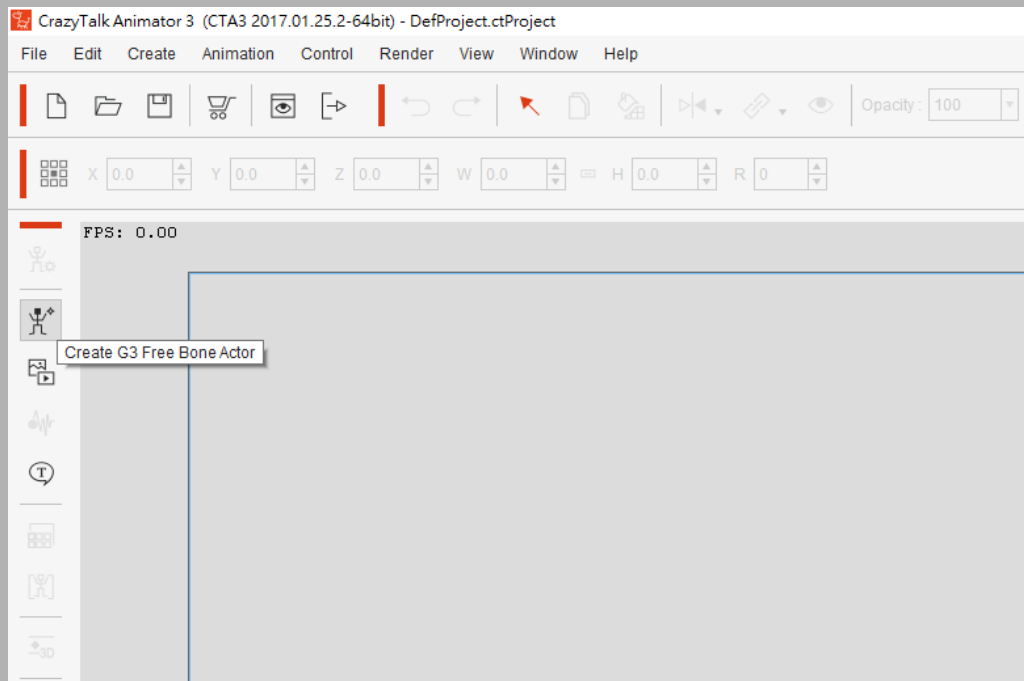 CrazyTalk Animator 3 (CTA3 2017.01.25.2-64bit) - DefProject.ctProject
File Edit Create Animation Control Render View Window Help
Opacity : 100
X 0.0 Y 0.0 Z 0.0 W 0.0 H 0.0 R 0
FPS: 0.00
Create G3 Free Bone Actor
T
3D